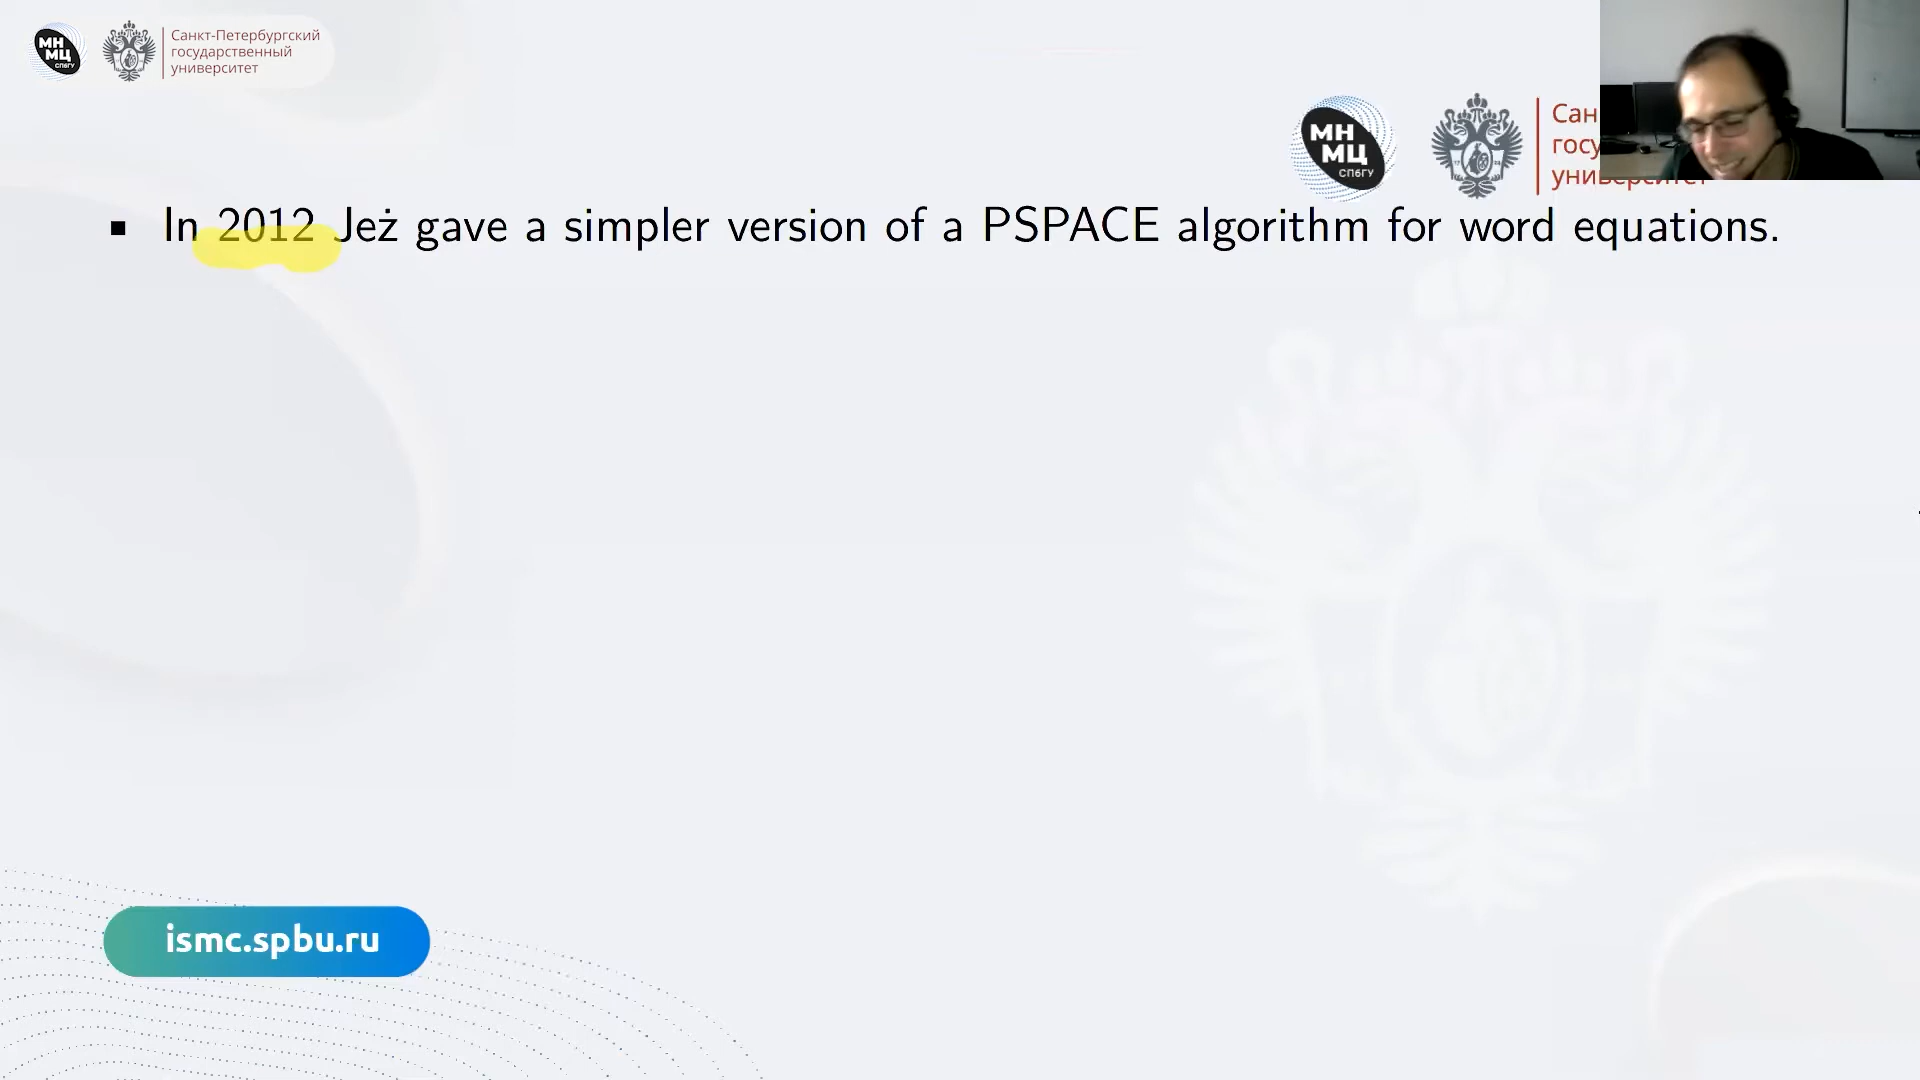 МН
МЦ
СПбГУ
Санкт-Петербургский
государственный
университет
МН
МЦ
СПбГУ
▪ In 2012 Jeż gave a simpler version of a PSPACE algorithm for word equations.
ismc.spbu.ru